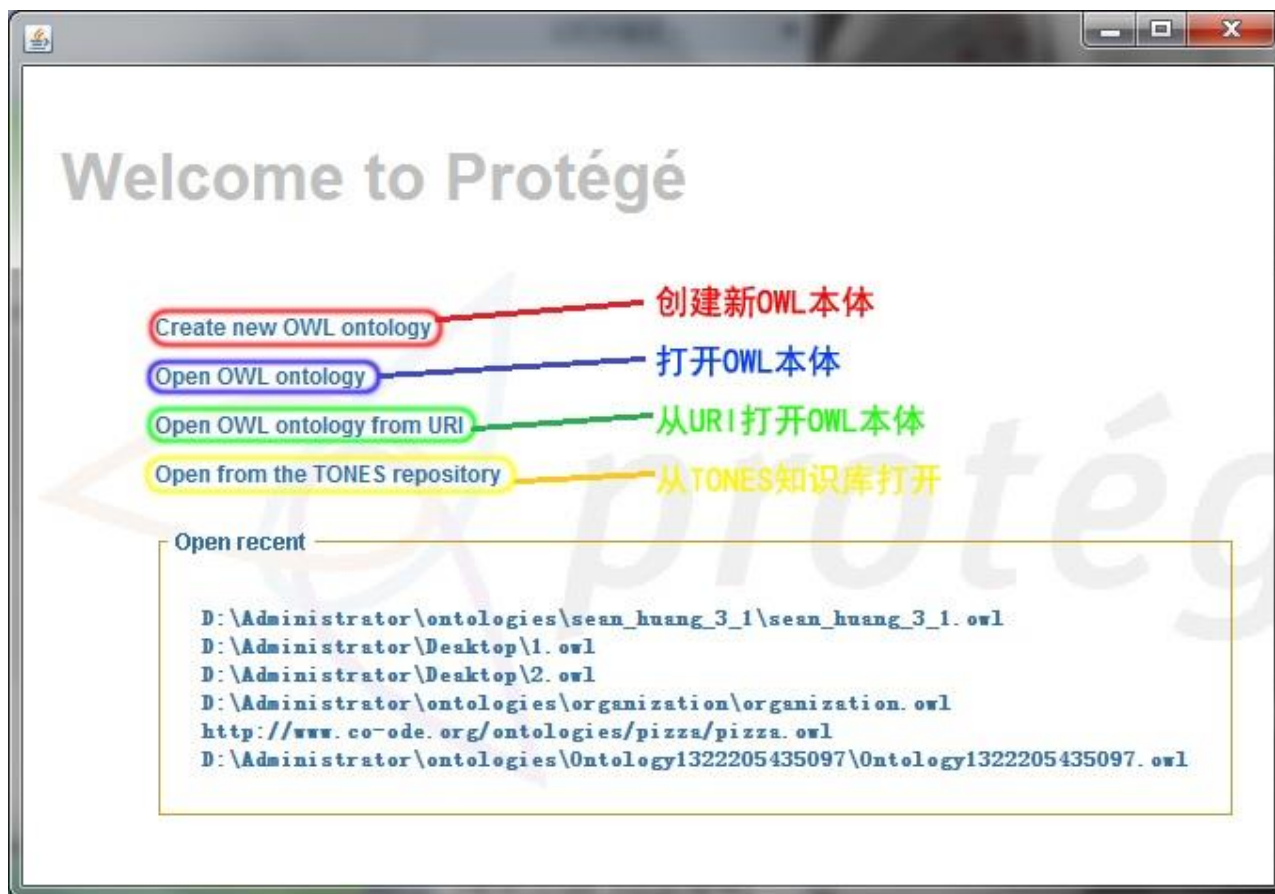 Welcome to Protégé
Create new OWL ontology
创建新OWL本体
Open OWL ontology
打开OWL本体
Open OWL ontology from URI
从URI打开OWL本体
Open from the TONES repository
从TONES知识库打开
protég
Open recent
D:\Administrator\ontologies\sean_huang_3_1\sean_huang_3_1.owl
D:\Administrator\Desktop\1.owl
D:\Administrator\Desktop\2.owl
D:\Administrator\ontologies\organization\organization.owl
http://www.co-ode.org/ontologies/pizza/pizza.owl
D:\Administrator\ontologies\Ontology1322205435097\Ontology1322205435097.owl